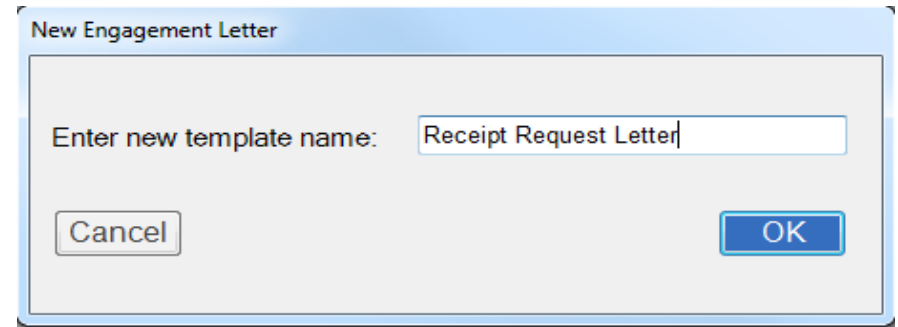 New Engagement Letter
Enter new template name: Receipt Request Letter
Cancel OK